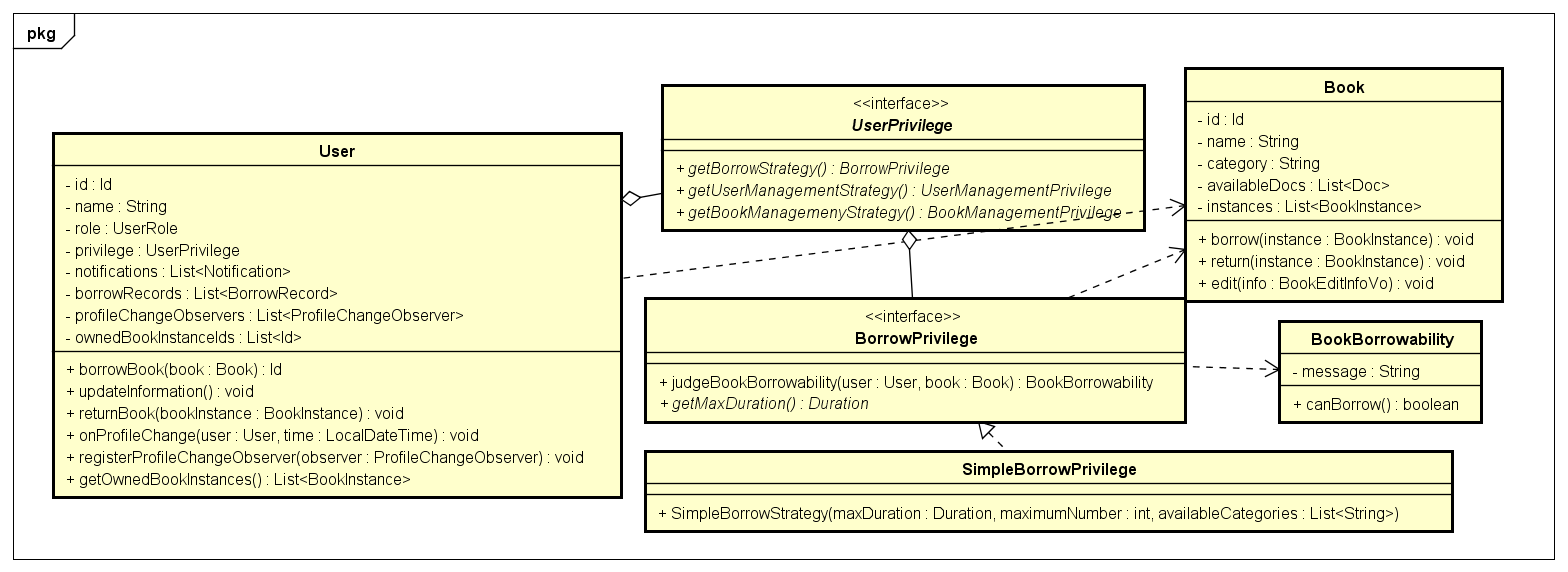 pkg
User
- id : Id
- name : String
- role : UserRole
- privilege : UserPrivilege
- notifications : List<Notification>
- borrowRecords : List<BorrowRecord>
- profileChangeObservers : List<ProfileChangeObserver>
- ownedBookInstanceIds : List<Id>
+ borrowBook(book : Book) : Id
+ updateInformation() : void
+ returnBook(bookInstance : BookInstance) : void
+ onProfileChange(user : User, time : LocalDateTime) : void
+ registerProfileChangeObserver(observer : ProfileChangeObserver) : void
+ getOwnedBookInstances() : List<BookInstance>
<<interface>>
UserPrivilege
+ getBorrowStrategy() : BorrowPrivilege
+ getUserManagementStrategy() : UserManagementPrivilege
+ getBookManagemenyStrategy() : BookManagementPrivilege
Book
- id : Id
- name : String
- category : String
- availableDocs : List<Doc>
- instances : List<BookInstance>
+ borrow(instance : BookInstance) : void
+ return(instance : BookInstance) : void
+ edit(info : BookEditInfoVo) : void
<<interface>>
BorrowPrivilege
+ judgeBookBorrowability(user : User, book : Book) : BookBorrowability
+ getMaxDuration() : Duration
BookBorrowability
- message : String
+ canBorrow() : boolean
SimpleBorrowPrivilege
+ SimpleBorrowStrategy(maxDuration : Duration, maximumNumber : int, availableCategories : List<String>)